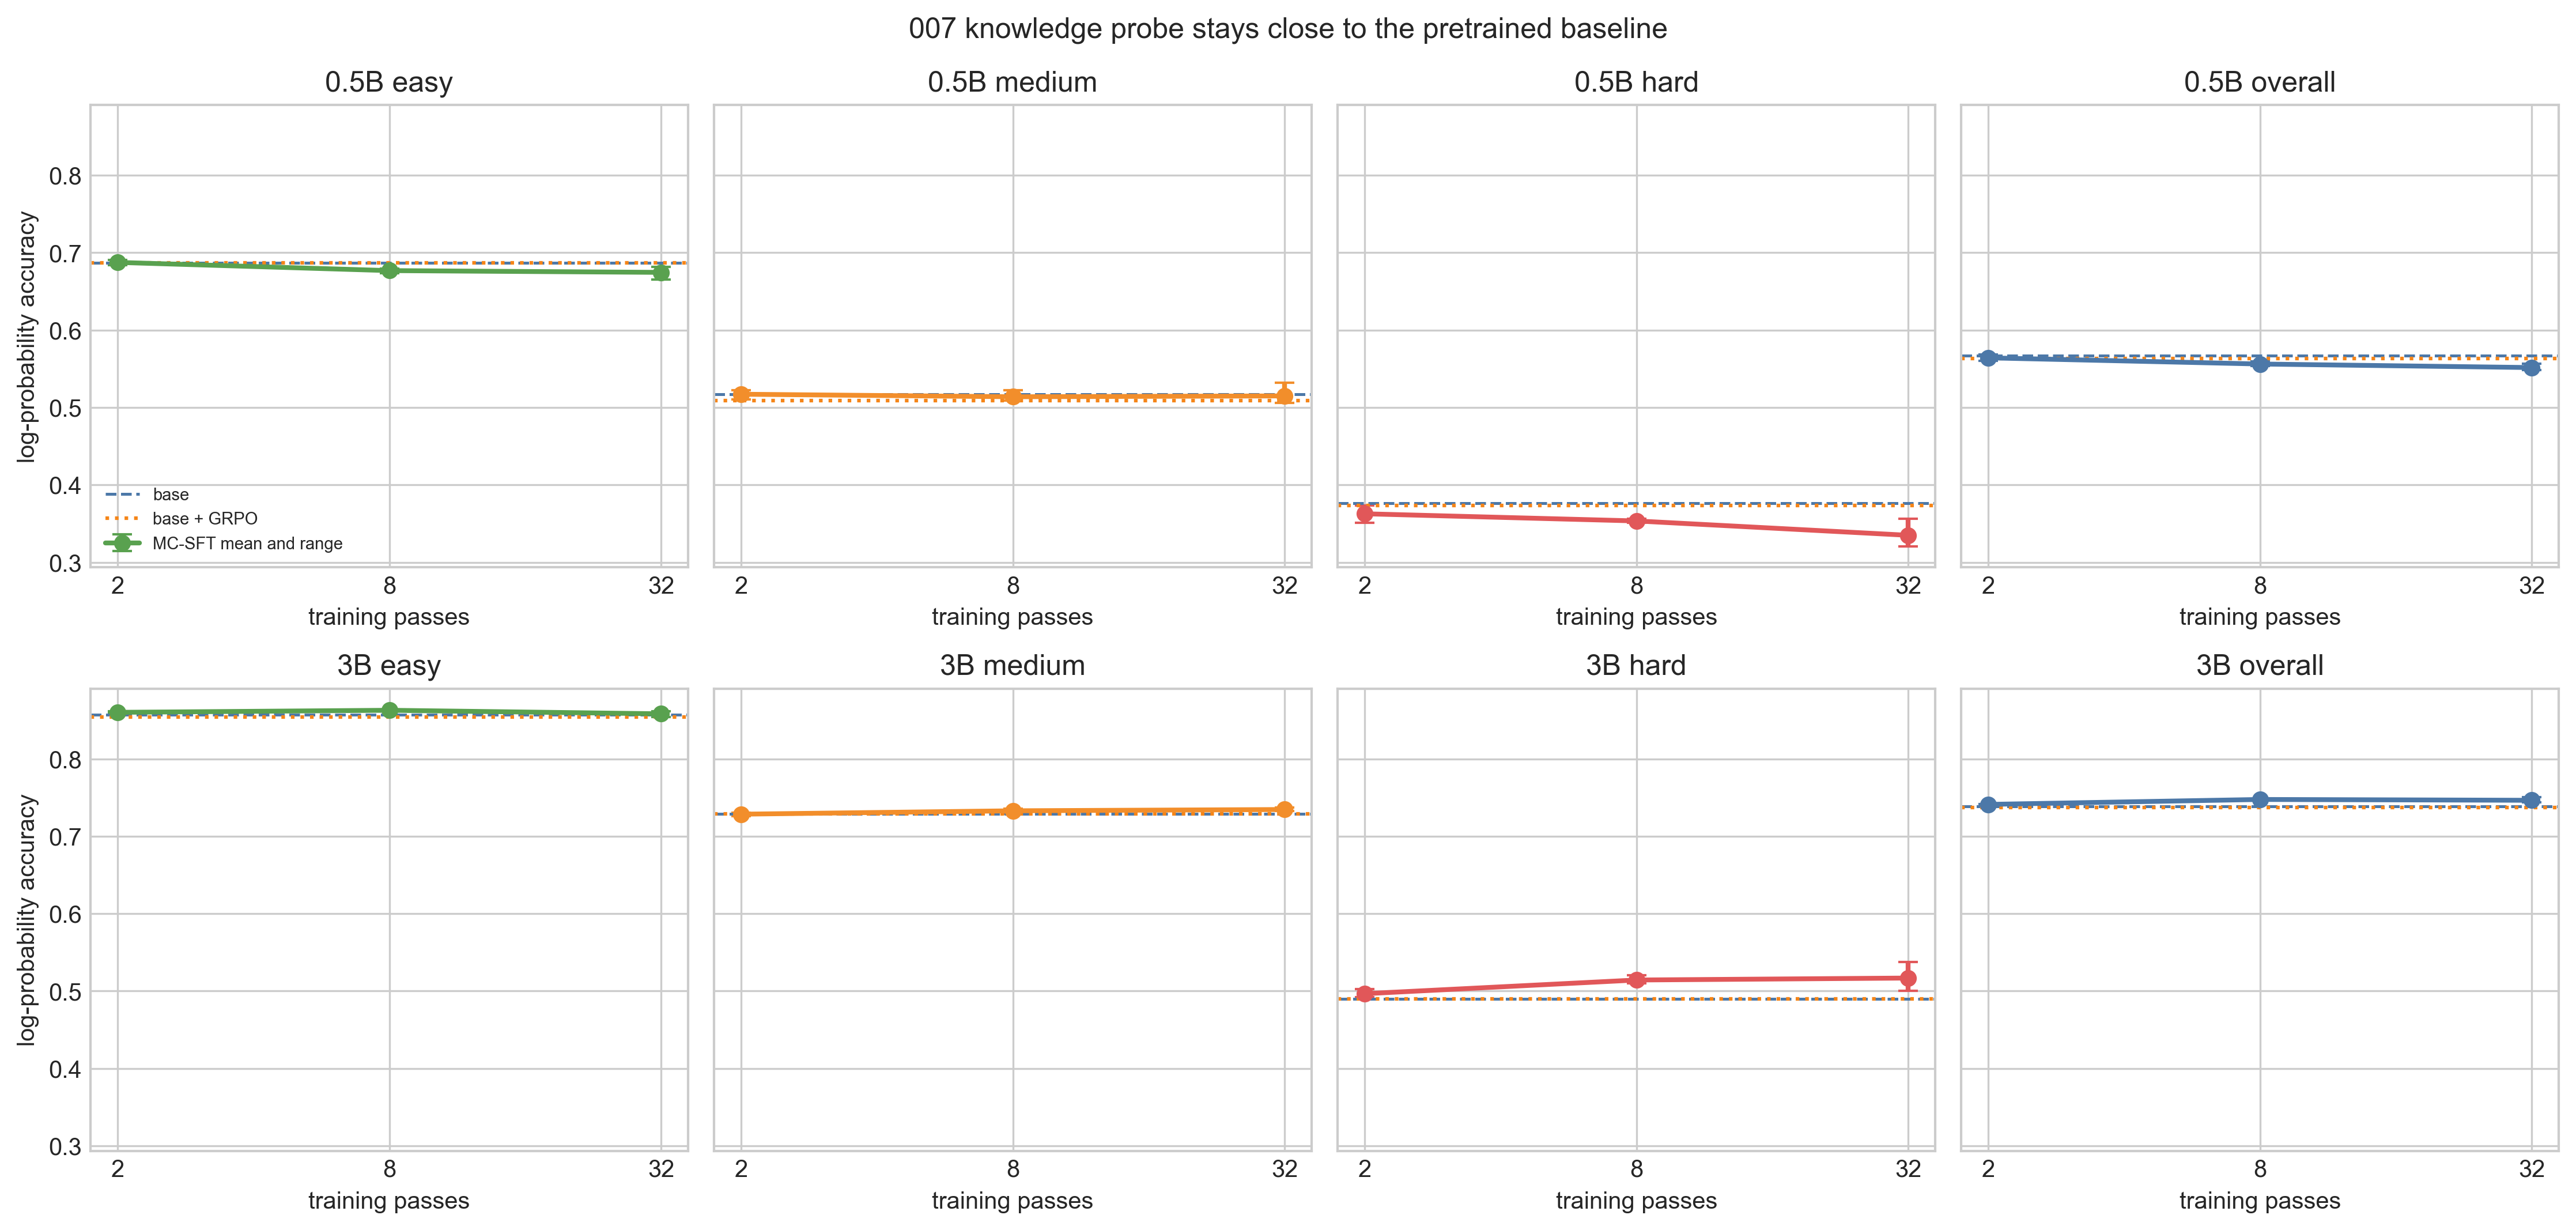 007 knowledge probe stays close to the pretrained baseline
0.5B easy
0.5B medium
0.5B hard
0.5B overall
log-probability accuracy
0.8
0.7
0.6
0.5
0.4
0.3
base
base + GRPO
MC-SFT mean and range
2 8 32
2 8 32
2 8 32
2 8 32
training passes
training passes
training passes
training passes
3B easy
3B medium
3B hard
3B overall
log-probability accuracy
0.8
0.7
0.6
0.5
0.4
0.3
2 8 32
2 8 32
2 8 32
2 8 32
training passes
training passes
training passes
training passes